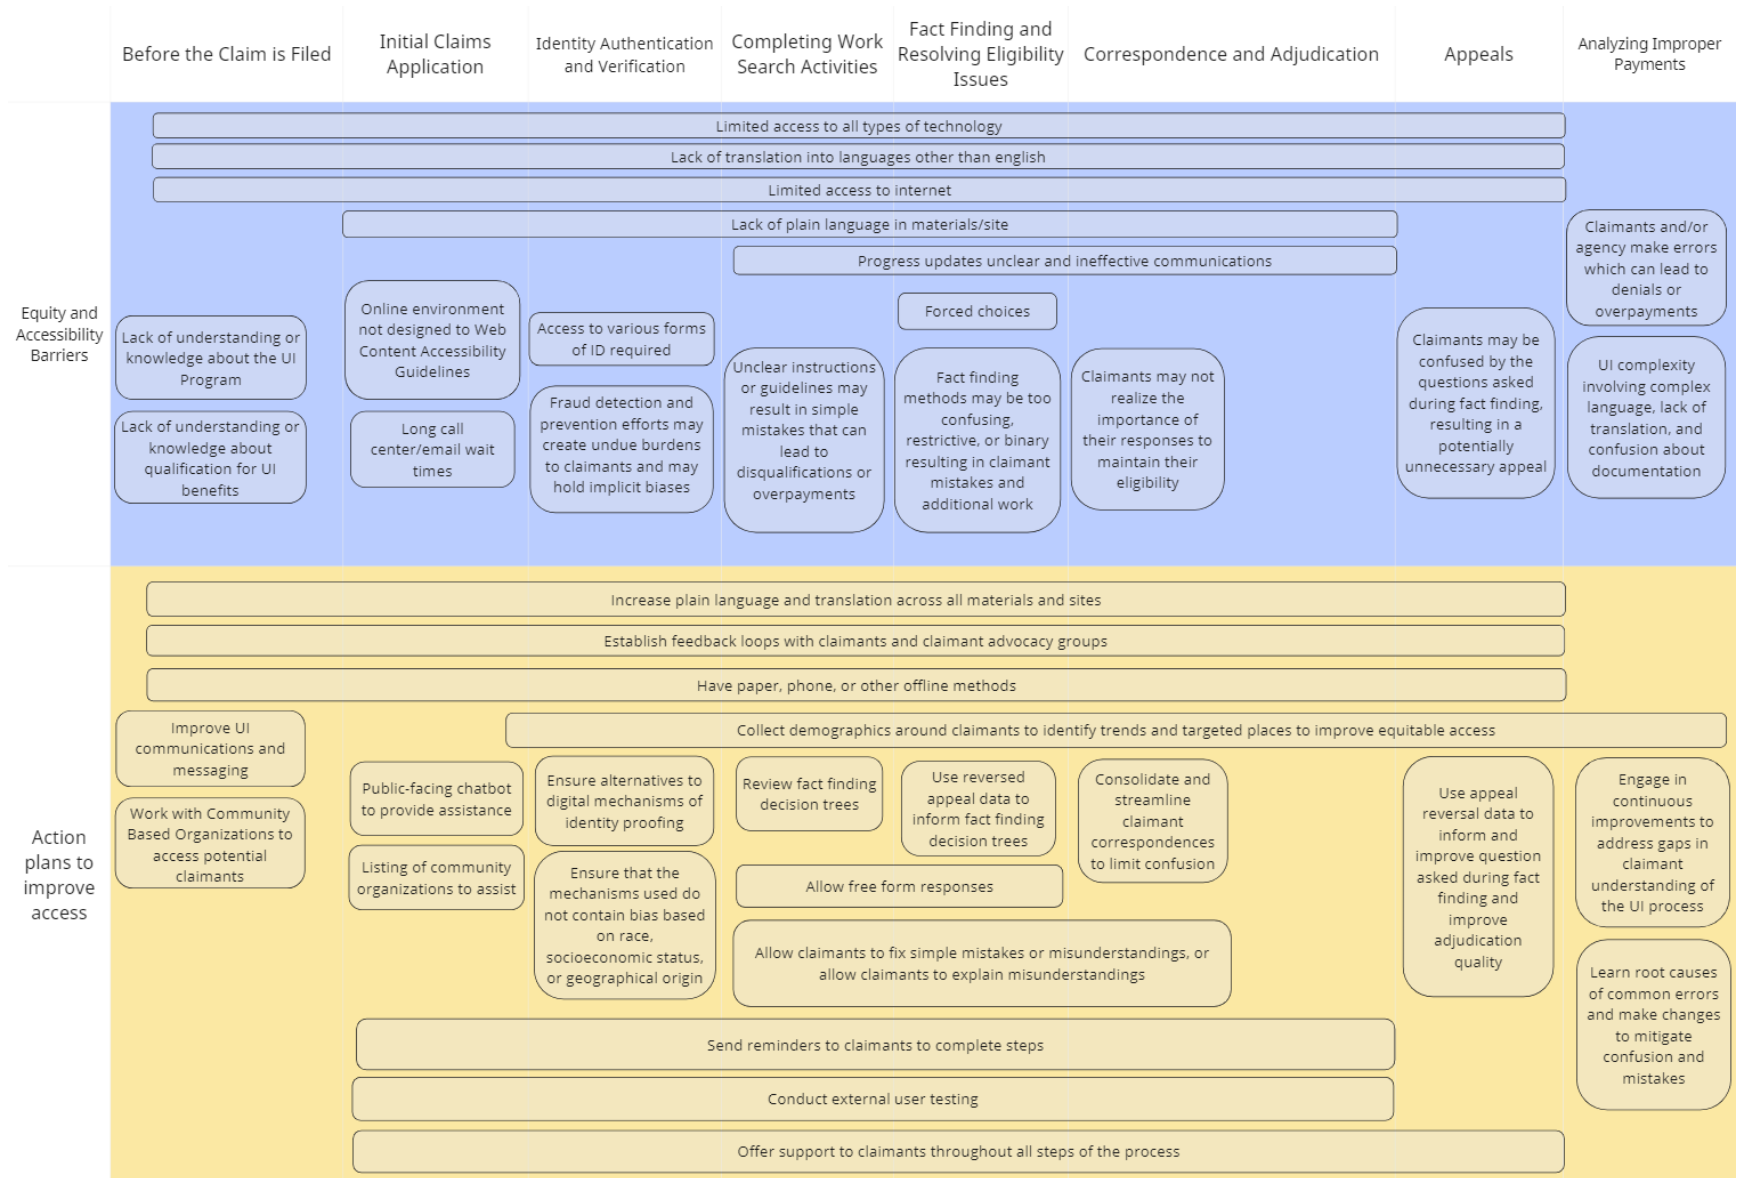 Before the Claim is Filed
Initial Claims
Application
Identity Authentication
and Verification
Completing Work
Search Activities
Fact Finding and
Resolving Eligibility
Issues
Correspondence and Adjudication
Appeals
Analyzing Improper
Payments
Equity and
Accessibility
Barriers
Limited access to all types of technology
Lack of translation into languages other than english
Limited access to internet
Lack of plain language in materials/site
Progress updates unclear and ineffective communications
Lack of understanding or
knowledge about the UI
Program
Lack of understanding or
knowledge about
qualification for UI
benefits
Online environment
not designed to Web
Content Accessibility
Guidelines
Long call
center/email wait
times
Access to various forms
of ID required
Fraud detection and
prevention efforts may
create undue burdens
to claimants and may
hold implicit biases
Unclear instructions
or guidelines may
result in simple
mistakes that can
lead to
disqualifications or
overpayments
Forced choices
Fact finding
methods may be too
confusing,
restrictive, or binary
resulting in claimant
mistakes and
additional work
Claimants may not
realize the
importance of
their responses to
maintain their
eligibility
Claimants may be
confused by the
questions asked
during fact finding,
resulting in a
potentially
unnecessary appeal
Claimants and/or
agency make errors
which can lead to
denials or
overpayments
UI complexity
involving complex
language, lack of
translation, and
confusion about
documentation
Action
plans to
improve
access
Increase plain language and translation across all materials and sites
Establish feedback loops with claimants and claimant advocacy groups
Have paper, phone, or other offline methods
Collect demographics around claimants to identify trends and targeted places to improve equitable access
Improve UI
communications and
messaging
Work with Community
Based Organizations to
access potential
claimants
Public-facing chatbot
to provide assistance
Listing of community
organizations to assist
Ensure alternatives to
digital mechanisms of
identity proofing
Ensure that the
mechanisms used do
not contain bias based
on race,
socioeconomic status,
or geographical origin
Review fact finding
decision trees
Use reversed
appeal data to
inform fact finding
decision trees
Allow free form responses
Allow claimants to fix simple mistakes or misunderstandings, or
allow claimants to explain misunderstandings
Consolidate and
streamline
claimant
correspondences
to limit confusion
Use appeal
reversal data to
inform and
improve question
asked during fact
finding and
improve
adjudication
quality
Engage in
continuous
improvements to
address gaps in
claimant
understanding of
the UI process
Learn root causes
of common errors
and make changes
to mitigate
confusion and
mistakes
Send reminders to claimants to complete steps
Conduct external user testing
Offer support to claimants throughout all steps of the process